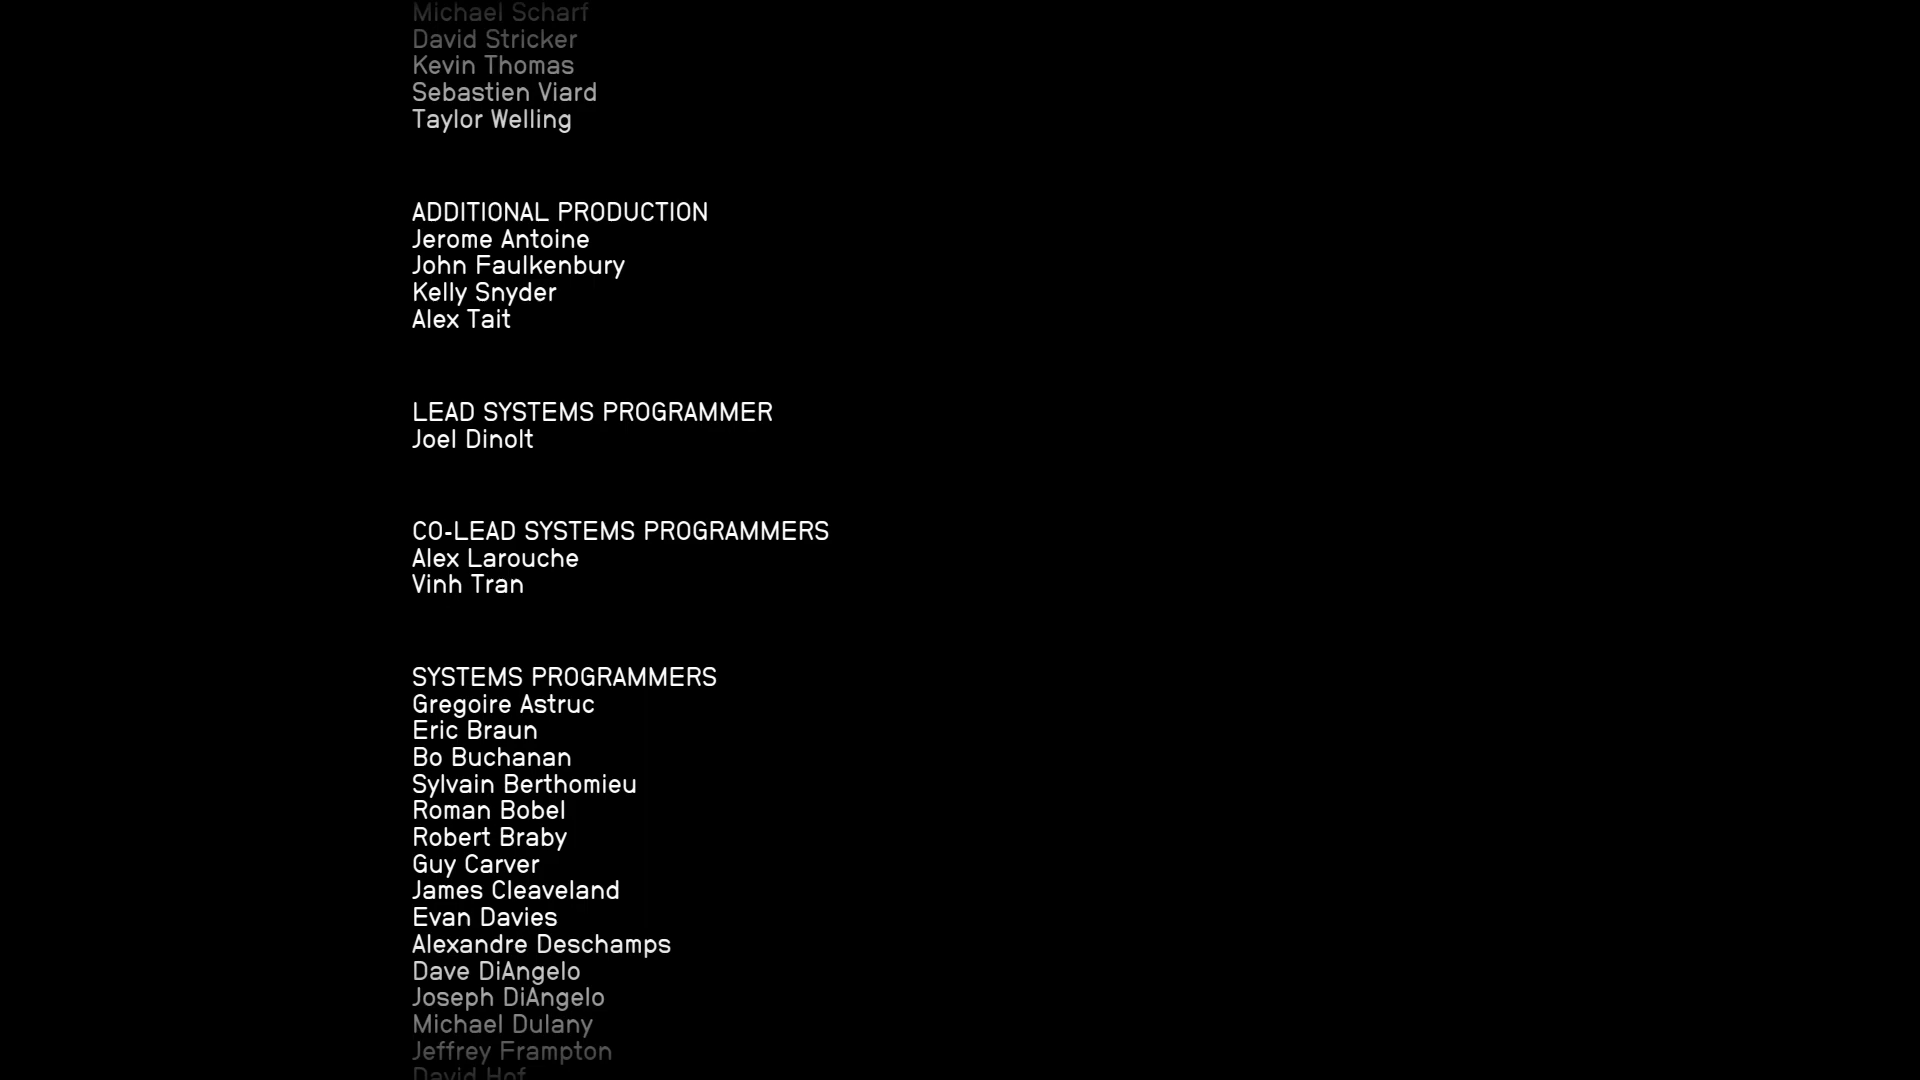 Michael Scharf
David Stricker
Kevin Thomas
Sebastien Viard
Taylor Welling
ADDITIONAL PRODUCTION
Jerome Antoine
John Faulkenbury
Kelly Snyder
Alex Tait
LEAD SYSTEMS PROGRAMMER
Joel Dinolt
CO-LEAD SYSTEMS PROGRAMMERS
Alex Larouche
Vinh Tran
SYSTEMS PROGRAMMERS
Gregoire Astruc
Eric Braun
Bo Buchanan
Sylvain Berthomieu
Roman Bobel
Robert Braby
Guy Carver
James Cleaveland
Evan Davies
Alexandre Deschamps
Dave DiAngelo
Joseph DiAngelo
Michael Dulany
Jeffrey Frampton
David Hof